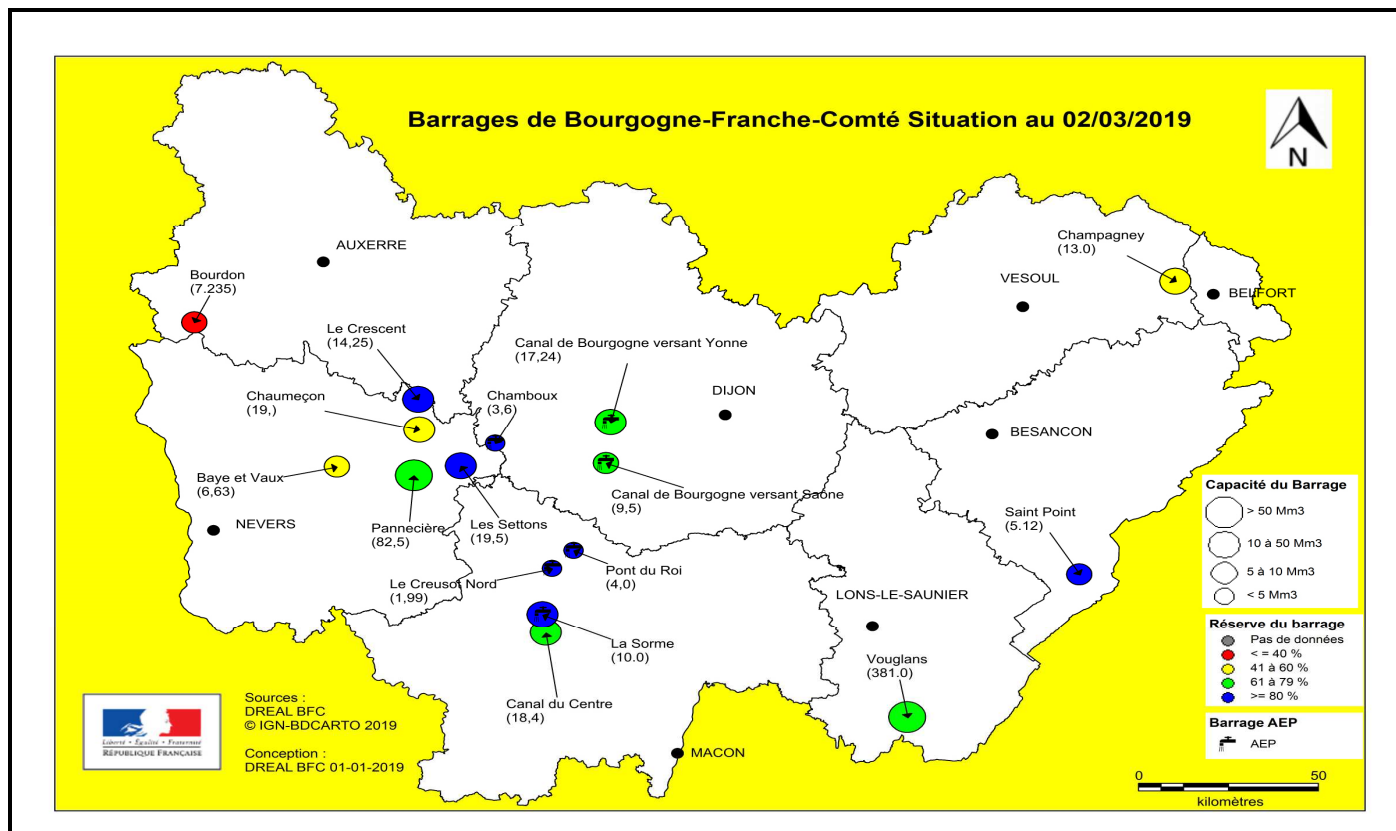 Barrages de Bourgogne-Franche-Comté Situation au 02/03/2019
N
AUXERRE
Bourdon
(7.235)
Le Crescent
(14,25)
Chaumeçon
(19,)
Baye et Vaux
(6,63)
NEVERS
Pannecière
(82,5)
Les Settons
(19,5)
Chamboux
(3,6)
Canal de Bourgogne versant Yonne
(17,24)
DIJON
Canal de Bourgogne versant Saône
(9,5)
Pont du Roi
(4,0)
Le Creusot Nord
(1,99)
La Sorme
(10.0)
Canal du Centre
(18,4)
MACON
Champagney
(13.0)
VESOUL
BELFORT
BESANCON
Saint Point
(5.12)
LONS-LE-SAUNIER
Vouglans
(381.0)
Capacité du Barrage
> 50 Mm3
10 à 50 Mm3
5 à 10 Mm3
< 5 Mm3
Réserve du barrage
Pas de données
< = 40 %
41 à 60 %
61 à 79 %
>= 80 %
Barrage AEP
AEP
0 50
kilomètres
Liberté • Égalité • Fraternité
RÉPUBLIQUE FRANÇAISE
Sources :
DREAL BFC
© IGN-BDCARTO 2019
Conception :
DREAL BFC 01-01-2019